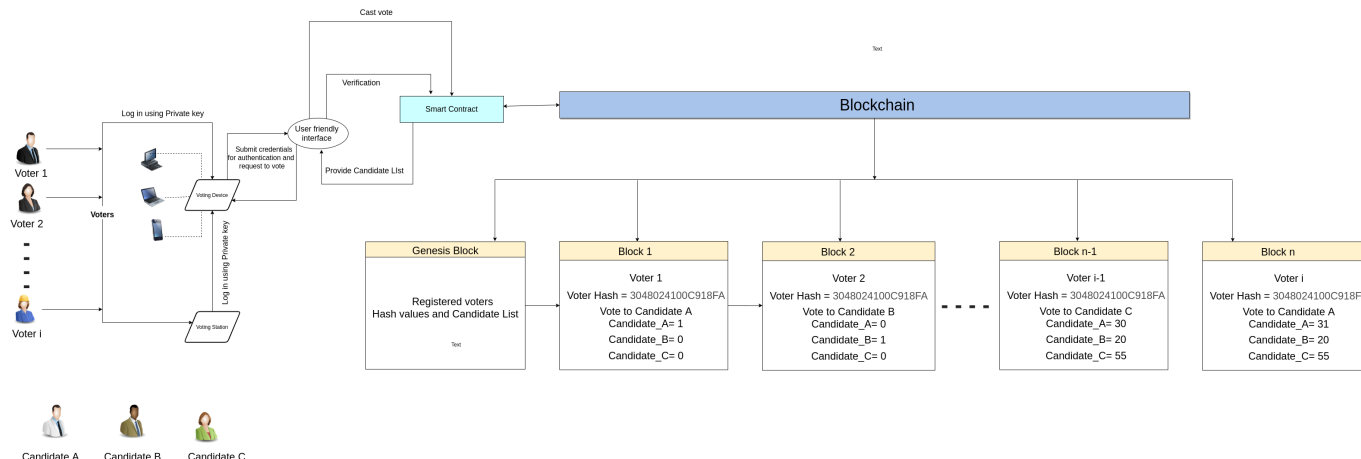 Cast vote
Text
Verification
Smart Contract
Blockchain
Log in using Private key
User friendly
interface
Submit credentials
for authentication and
request to vote
Provide Candidate LIst
Voter 1
Voting Device
Voters
Voter 2
Log in using Private key
Voter i
Voting Station
Genesis Block
Registered voters
Hash values and Candidate List
Text
Block 1
Voter 1
Voter Hash = 3048024100C918FA
Vote to Candidate A
Candidate_A= 1
Candidate_B= 0
Candidate_C= 0
Block 2
Voter 2
Voter Hash = 3048024100C918FA
Vote to Candidate B
Candidate_A= 0
Candidate_B= 1
Candidate_C= 0
Block n-1
Voter i-1
Voter Hash = 3048024100C918FA
Vote to Candidate C
Candidate_A= 30
Candidate_B= 20
Candidate_C= 55
Block n
Voter i
Voter Hash = 3048024100C918F
Vote to Candidate A
Candidate_A= 31
Candidate_B= 20
Candidate_C= 55
Candidate A
Candidate B
Candidate C